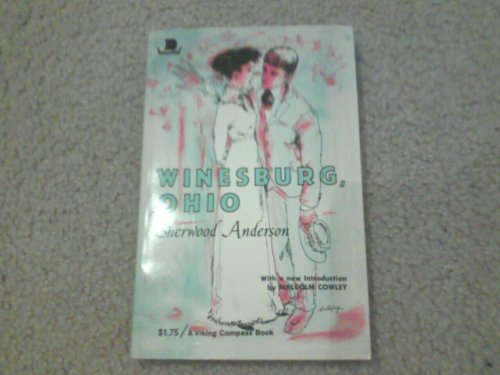 WINESBURG,
OHIO
Sherwood Anderson
With a new Introduction
by MALCOLM COWLEY
$1.75 / A Viking Compass Book